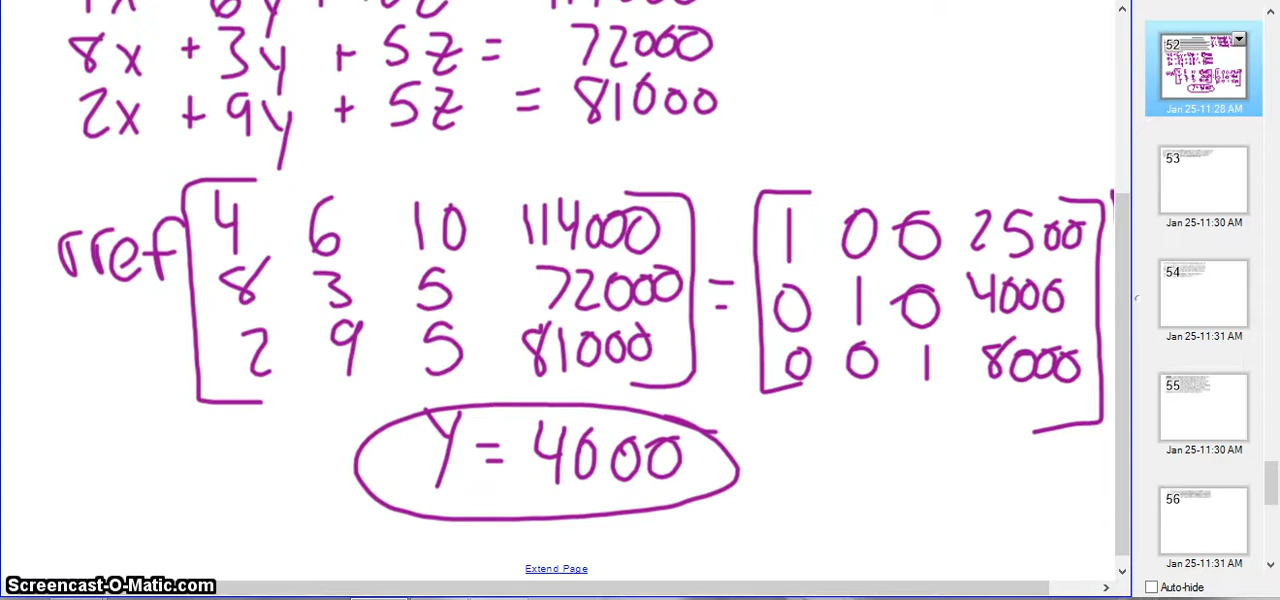 8x + 3y + 5z = 72000
2x + 9y + 5z = 81000
rref [ 4 6 10 114000 ] = [ 1 0 0 2500 ]
8 3 5 72000 0 1 0 4000
2 9 5 81000 0 0 1 8000
y = 4000
Extend Page
Screencast-O-Matic.com
52
Jan 25-11:28 AM
53
Jan 25-11:30 AM
54
Jan 25-11:31 AM
55
Jan 25-11:30 AM
56
Jan 25-11:31 AM
Auto-hide